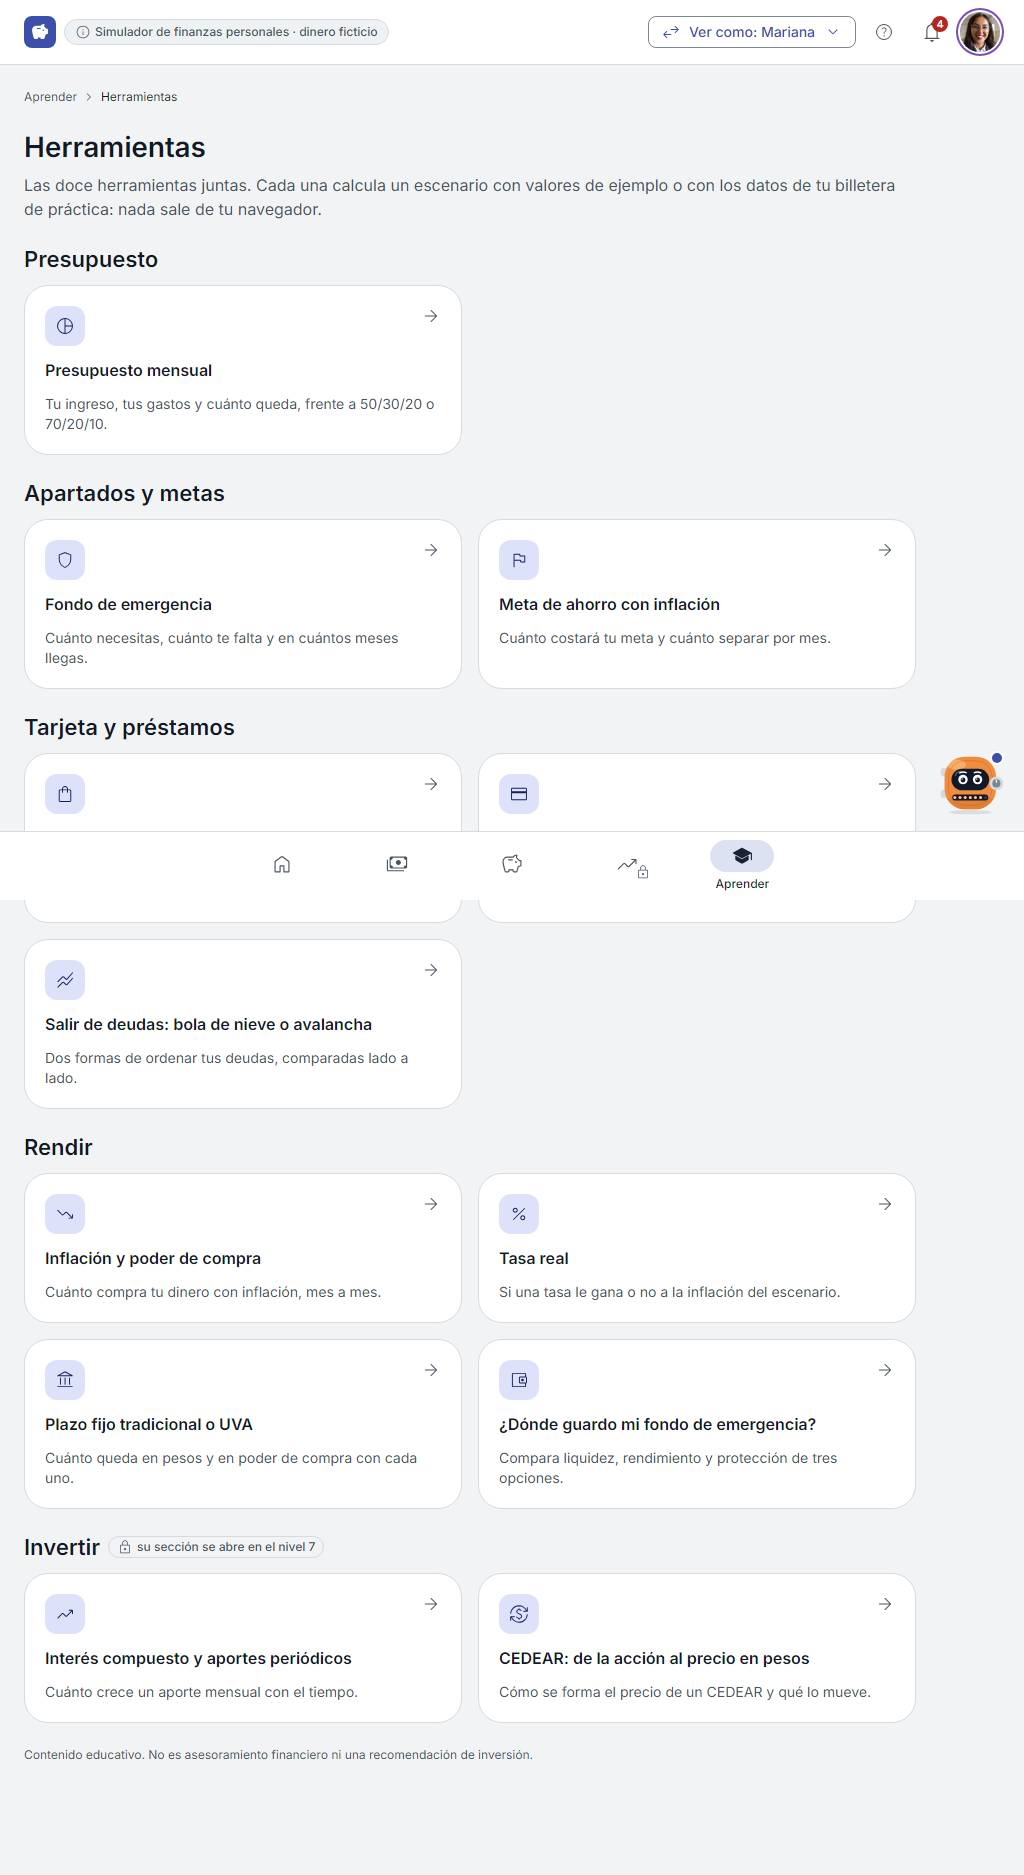 Simulador de finanzas personales · dinero ficticio
Ver como: Mariana
4
Aprender > Herramientas
Herramientas
Las doce herramientas juntas. Cada una calcula un escenario con valores de ejemplo o con los datos de tu billetera
de práctica: nada sale de tu navegador.
Presupuesto
Presupuesto mensual
Tu ingreso, tus gastos y cuánto queda, frente a 50/30/20 o
70/20/10.
Apartados y metas
Fondo de emergencia
Cuánto necesitas, cuánto te falta y en cuántos meses
llegas.
Meta de ahorro con inflación
Cuánto costará tu meta y cuánto separar por mes.
Tarjeta y préstamos
Aprender
Salir de deudas: bola de nieve o avalancha
Dos formas de ordenar tus deudas, comparadas lado a
lado.
Rendir
Inflación y poder de compra
Cuánto compra tu dinero con inflación, mes a mes.
Tasa real
Si una tasa le gana o no a la inflación del escenario.
Plazo fijo tradicional o UVA
Cuánto queda en pesos y en poder de compra con cada
uno.
¿Dónde guardo mi fondo de emergencia?
Compara liquidez, rendimiento y protección de tres
opciones.
Invertir
su sección se abre en el nivel 7
Interés compuesto y aportes periódicos
Cuánto crece un aporte mensual con el tiempo.
CEDEAR: de la acción al precio en pesos
Cómo se forma el precio de un CEDEAR y qué lo mueve.
Contenido educativo. No es asesoramiento financiero ni una recomendación de inversión.